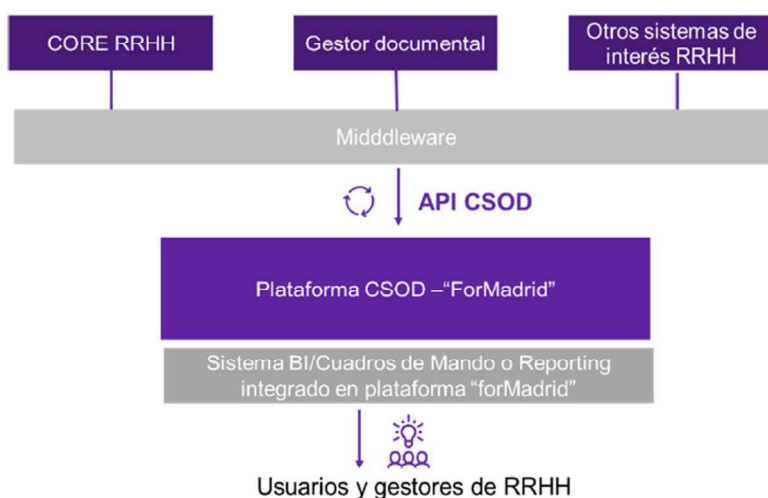 CORE RRHH
Gestor documental
Otros sistemas de
interés RRHH
Midddleware
API CSOD
Plataforma CSOD –“ForMadrid”
Sistema BI/Cuadros de Mando o Reporting
integrado en plataforma “forMadrid”
Usuarios y gestores de RRHH